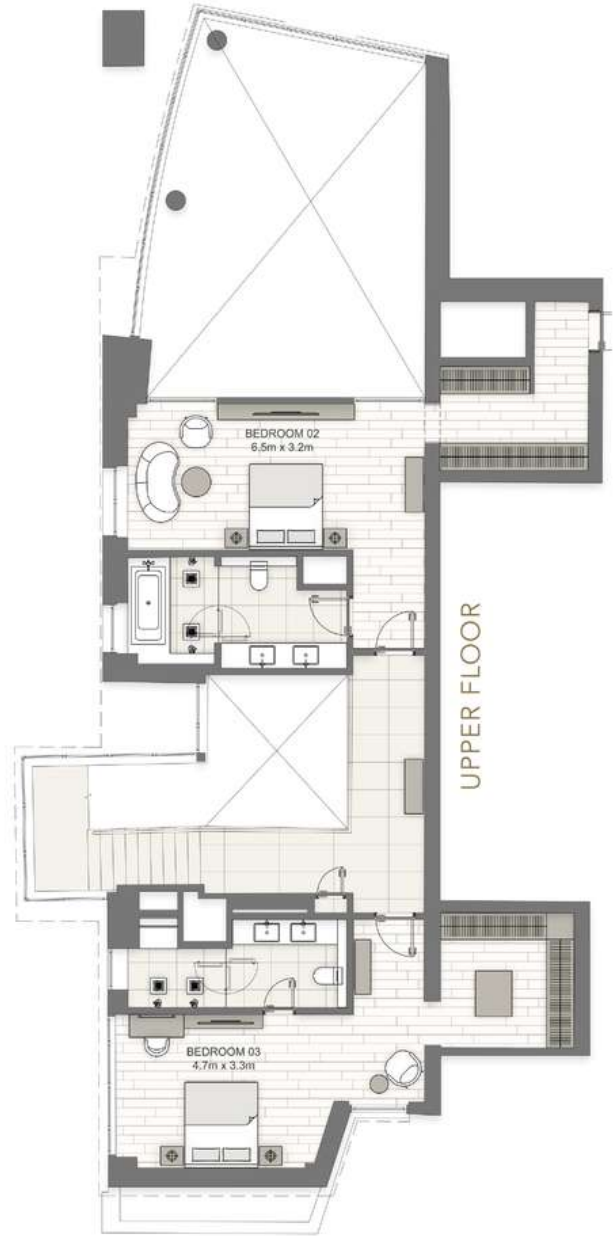 BEDROOM 02
6.5m x 3.2m
UPPER FLOOR
BEDROOM 03
4.7m x 3.3m